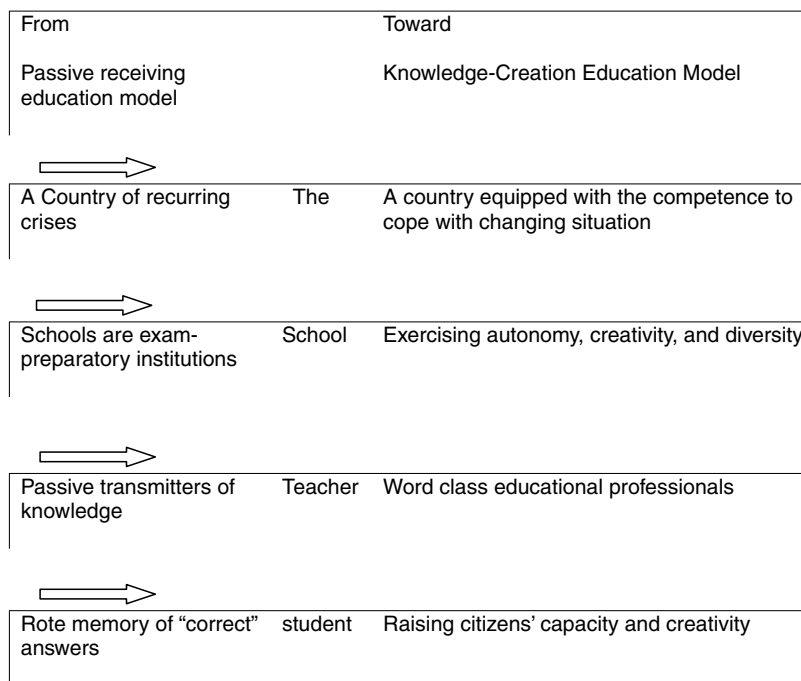 From Toward
Passive receiving Knowledge-Creation Education Model
education model
A Country of recurring The A country equipped with the competence to
crises cope with changing situation
Schools are exam- School Exercising autonomy, creativity, and diversity
preparatory institutions
Passive transmitters of Teacher Word class educational professionals
knowledge
Rote memory of “correct” student Raising citizens’ capacity and creativity
answers